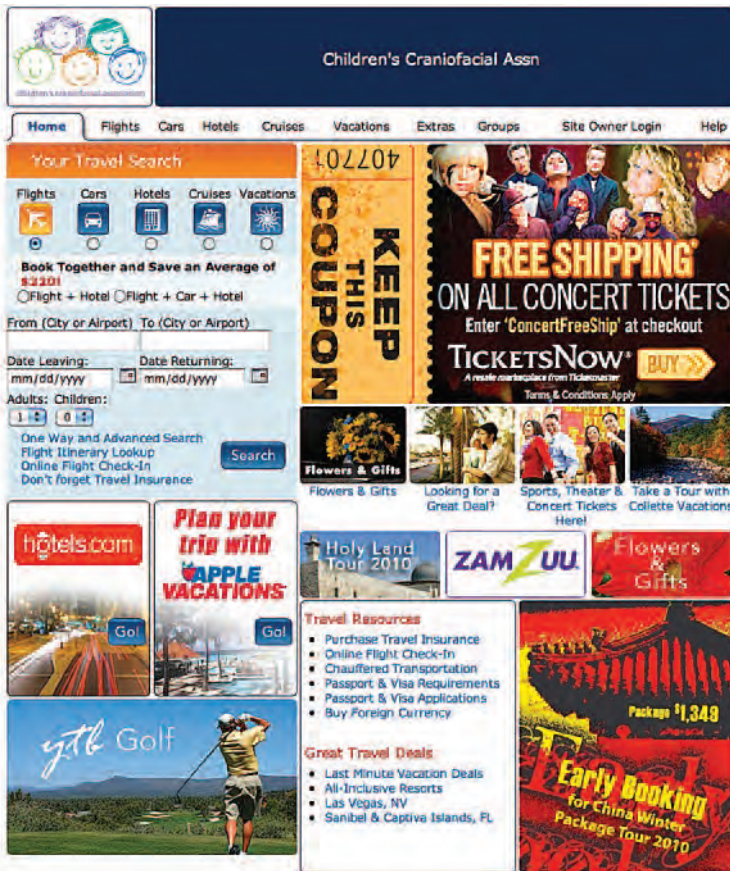 children's craniofacial association
Children's Craniofacial Assn
Home Flights Cars Hotels Cruises Vacations Extras Groups Site Owner Login Help
Your Travel Search
Flights Cars Hotels Cruises Vacations
Book Together and Save an Average of
$220!
Flight + Hotel Flight + Car + Hotel
From (City or Airport) To (City or Airport)
Date Leaving: Date Returning:
mm/dd/yyyy mm/dd/yyyy
Adults: Children:
1 0
One Way and Advanced Search
Flight Itinerary Lookup
Online Flight Check-In
Don't forget Travel Insurance
Search
407701
KEEP
THIS
COUPON
FREE SHIPPING*
ON ALL CONCERT TICKETS
Enter 'ConcertFreeShip' at checkout
TICKETSNOW®
A resale marketplace from Ticketmaster
BUY
Terms & Conditions Apply
Flowers & Gifts
Flowers & Gifts
Looking for a
Great Deal?
Sports, Theater &
Concert Tickets
Here!
Take a Tour with
Collette Vacations
hotels.com
Go!
Plan your
trip with
APPLE
VACATIONS
Go!
Holy Land
Tour 2010
ZAMZUU
Flowers
&
Gifts
ytb Golf
Travel Resources
Purchase Travel Insurance
Online Flight Check-In
Chauffered Transportation
Passport & Visa Requirements
Passport & Visa Applications
Buy Foreign Currency
Great Travel Deals
Last Minute Vacation Deals
All-Inclusive Resorts
Las Vegas, NV
Sanibel & Captiva Islands, FL
Package $1,349
Early Booking
for China Winter
Package Tour 2010